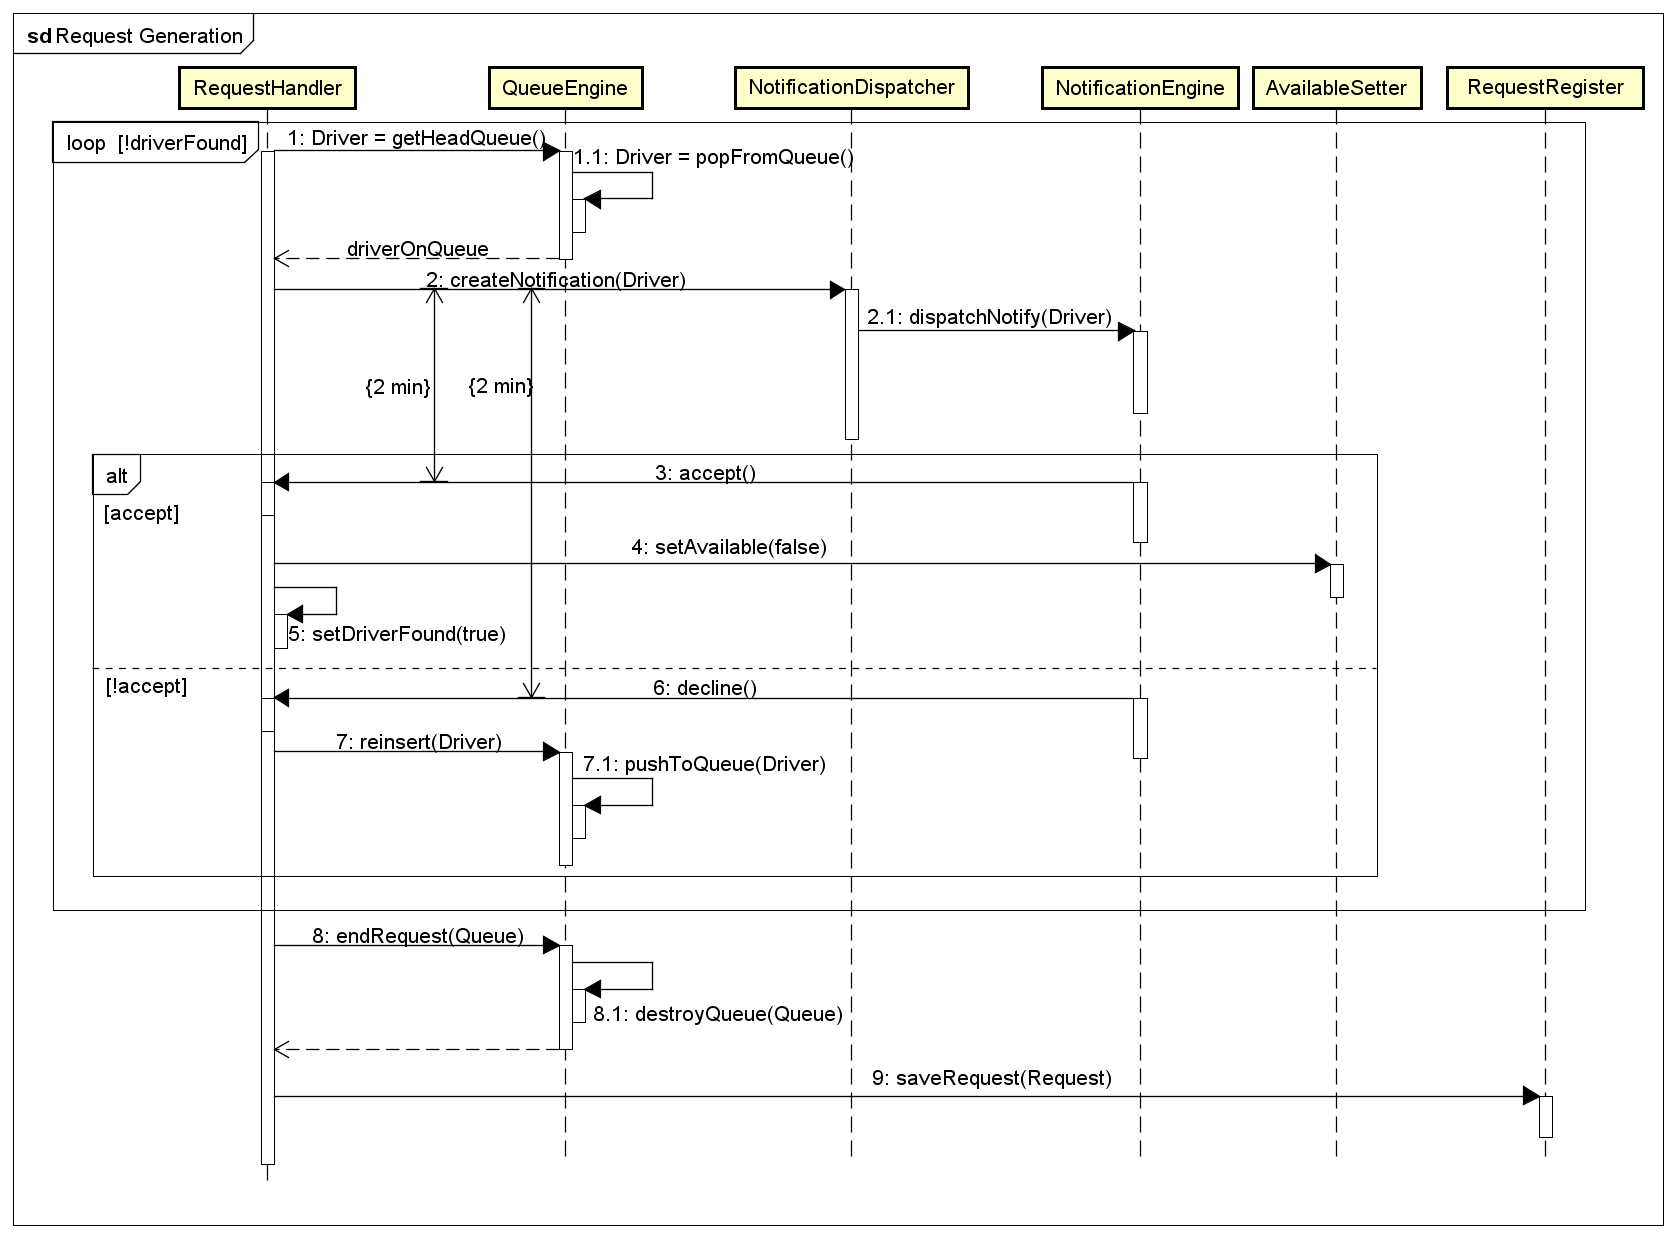 sd Request Generation
RequestHandler
QueueEngine
NotificationDispatcher
NotificationEngine
AvailableSetter
RequestRegister
loop [!driverFound]
1: Driver = getHeadQueue()
1.1: Driver = popFromQueue()
driverOnQueue
2: createNotification(Driver)
2.1: dispatchNotify(Driver)
{2 min}
{2 min}
alt
3: accept()
[accept]
4: setAvailable(false)
5: setDriverFound(true)
[!accept]
6: decline()
7: reinsert(Driver)
7.1: pushToQueue(Driver)
8: endRequest(Queue)
8.1: destroyQueue(Queue)
9: saveRequest(Request)